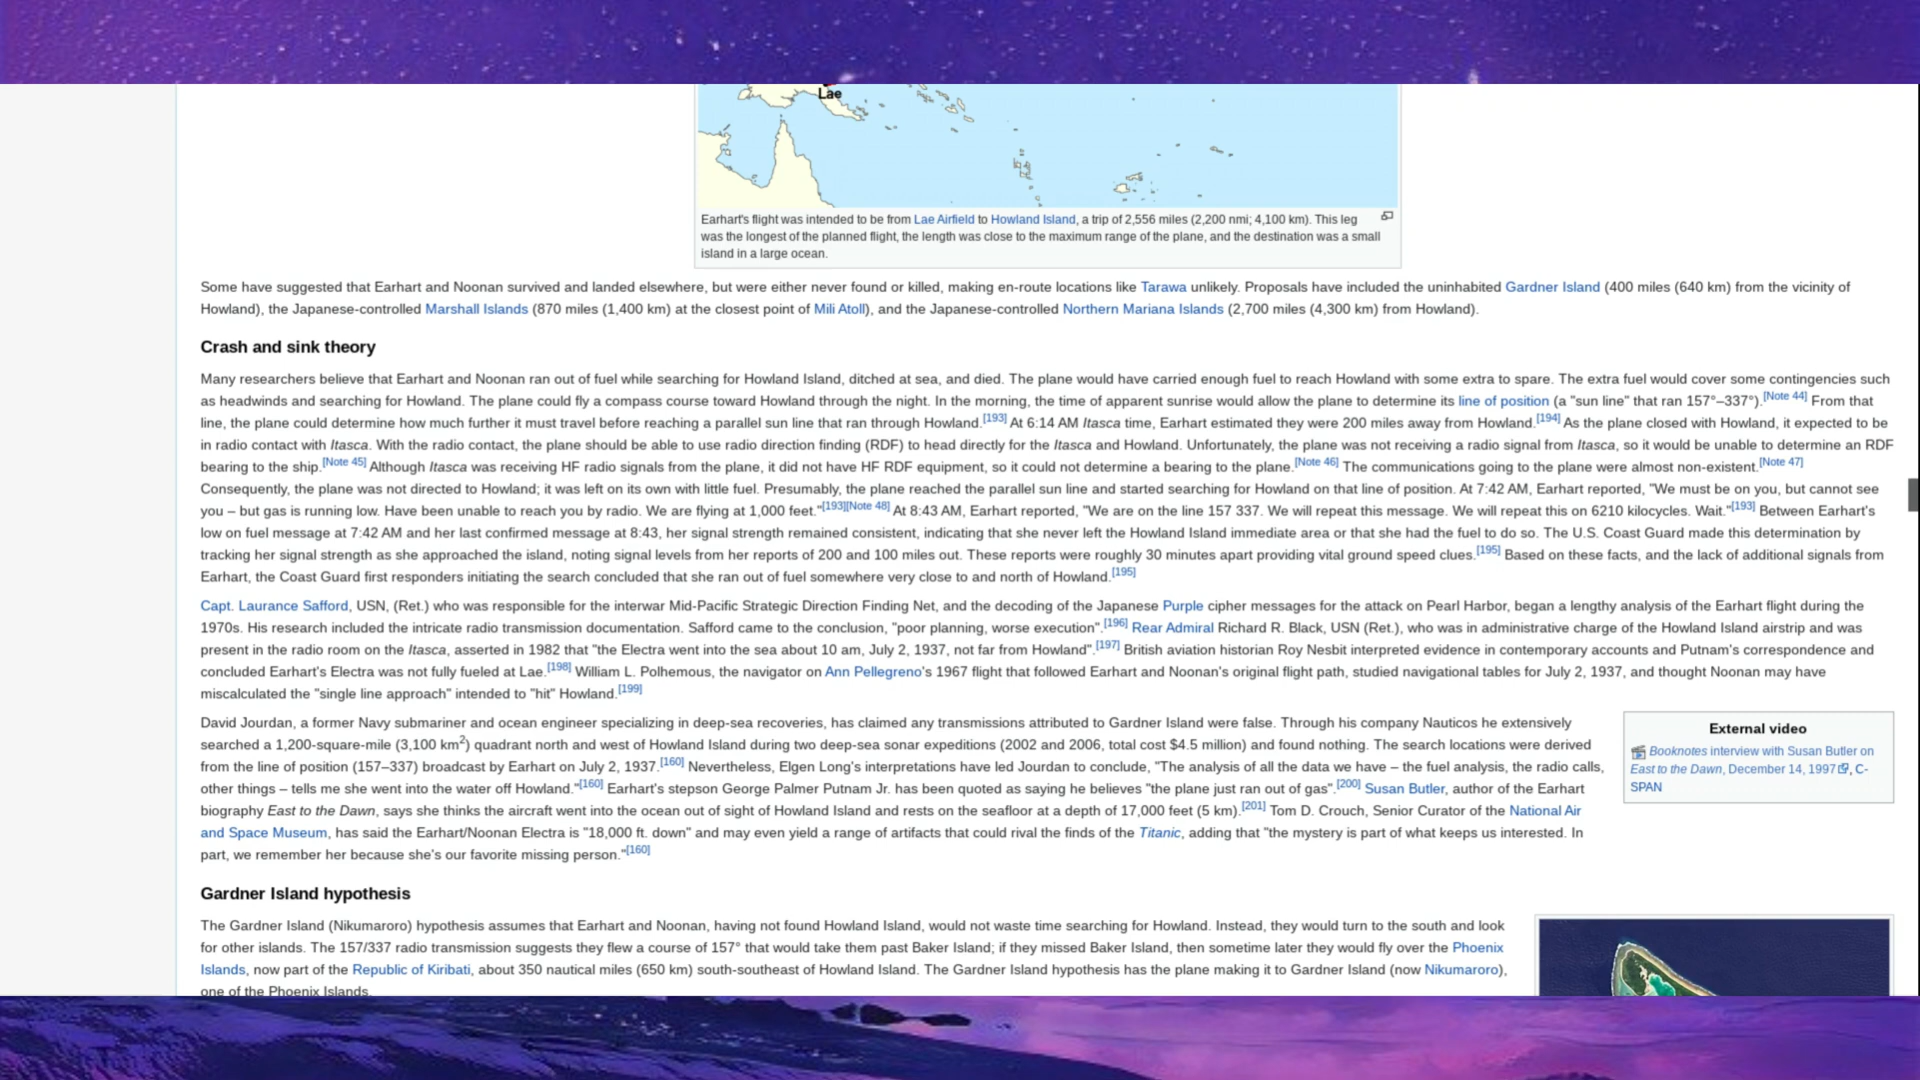 Lae
Earhart's flight was intended to be from Lae Airfield to Howland Island, a trip of 2,556 miles (2,200 nmi; 4,100 km). This leg
was the longest of the planned flight, the length was close to the maximum range of the plane, and the destination was a small
island in a large ocean.
Some have suggested that Earhart and Noonan survived and landed elsewhere, but were either never found or killed, making en-route locations like Tarawa unlikely. Proposals have included the uninhabited Gardner Island (400 miles (640 km) from the vicinity of
Howland), the Japanese-controlled Marshall Islands (870 miles (1,400 km) at the closest point of Mili Atoll), and the Japanese-controlled Northern Mariana Islands (2,700 miles (4,300 km) from Howland).
Crash and sink theory
Many researchers believe that Earhart and Noonan ran out of fuel while searching for Howland Island, ditched at sea, and died. The plane would have carried enough fuel to reach Howland with some extra to spare. The extra fuel would cover some contingencies such
as headwinds and searching for Howland. The plane could fly a compass course toward Howland through the night. In the morning, the time of apparent sunrise would allow the plane to determine its line of position (a "sun line" that ran 157°–337°).[Note 44] From that
line, the plane could determine how much further it must travel before reaching a parallel sun line that ran through Howland.[193] At 6:14 AM Itasca time, Earhart estimated they were 200 miles away from Howland.[194] As the plane closed with Howland, it expected to be
in radio contact with Itasca. With the radio contact, the plane should be able to use radio direction finding (RDF) to head directly for the Itasca and Howland. Unfortunately, the plane was not receiving a radio signal from Itasca, so it would be unable to determine an RDF
bearing to the ship.[Note 45] Although Itasca was receiving HF radio signals from the plane, it did not have HF RDF equipment, so it could not determine a bearing to the plane.[Note 46] The communications going to the plane were almost non-existent.[Note 47]
Consequently, the plane was not directed to Howland; it was left on its own with little fuel. Presumably, the plane reached the parallel sun line and started searching for Howland on that line of position. At 7:42 AM, Earhart reported, "We must be on you, but cannot see
you – but gas is running low. Have been unable to reach you by radio. We are flying at 1,000 feet."[193][Note 48] At 8:43 AM, Earhart reported, "We are on the line 157 337. We will repeat this message. We will repeat this on 6210 kilocycles. Wait."[193] Between Earhart's
low on fuel message at 7:42 AM and her last confirmed message at 8:43, her signal strength remained consistent, indicating that she never left the Howland Island immediate area or that she had the fuel to do so. The U.S. Coast Guard made this determination by
tracking her signal strength as she approached the island, noting signal levels from her reports of 200 and 100 miles out. These reports were roughly 30 minutes apart providing vital ground speed clues.[195] Based on these facts, and the lack of additional signals from
Earhart, the Coast Guard first responders initiating the search concluded that she ran out of fuel somewhere very close to and north of Howland.[195]
Capt. Laurance Safford, USN, (Ret.) who was responsible for the interwar Mid-Pacific Strategic Direction Finding Net, and the decoding of the Japanese Purple cipher messages for the attack on Pearl Harbor, began a lengthy analysis of the Earhart flight during the
1970s. His research included the intricate radio transmission documentation. Safford came to the conclusion, "poor planning, worse execution".[196] Rear Admiral Richard R. Black, USN (Ret.), who was in administrative charge of the Howland Island airstrip and was
present in the radio room on the Itasca, asserted in 1982 that "the Electra went into the sea about 10 am, July 2, 1937, not far from Howland".[197] British aviation historian Roy Nesbit interpreted evidence in contemporary accounts and Putnam's correspondence and
concluded Earhart's Electra was not fully fueled at Lae.[198] William L. Polhemous, the navigator on Ann Pellegreno's 1967 flight that followed Earhart and Noonan's original flight path, studied navigational tables for July 2, 1937, and thought Noonan may have
miscalculated the "single line approach" intended to "hit" Howland.[199]
David Jourdan, a former Navy submariner and ocean engineer specializing in deep-sea recoveries, has claimed any transmissions attributed to Gardner Island were false. Through his company Nauticos he extensively
searched a 1,200-square-mile (3,100 km2) quadrant north and west of Howland Island during two deep-sea sonar expeditions (2002 and 2006, total cost $4.5 million) and found nothing. The search locations were derived
from the line of position (157–337) broadcast by Earhart on July 2, 1937.[160] Nevertheless, Elgen Long's interpretations have led Jourdan to conclude, "The analysis of all the data we have – the fuel analysis, the radio calls,
other things – tells me she went into the water off Howland."[160] Earhart's stepson George Palmer Putnam Jr. has been quoted as saying he believes "the plane just ran out of gas".[200] Susan Butler, author of the Earhart
biography East to the Dawn, says she thinks the aircraft went into the ocean out of sight of Howland Island and rests on the seafloor at a depth of 17,000 feet (5 km).[201] Tom D. Crouch, Senior Curator of the National Air
and Space Museum, has said the Earhart/Noonan Electra is "18,000 ft. down" and may even yield a range of artifacts that could rival the finds of the Titanic, adding that "the mystery is part of what keeps us interested. In
part, we remember her because she's our favorite missing person."[160]
External video
Booknotes interview with Susan Butler on
East to the Dawn, December 14, 1997, C-
SPAN
Gardner Island hypothesis
The Gardner Island (Nikumaroro) hypothesis assumes that Earhart and Noonan, having not found Howland Island, would not waste time searching for Howland. Instead, they would turn to the south and look
for other islands. The 157/337 radio transmission suggests they flew a course of 157° that would take them past Baker Island; if they missed Baker Island, then sometime later they would fly over the Phoenix
Islands, now part of the Republic of Kiribati, about 350 nautical miles (650 km) south-southeast of Howland Island. The Gardner Island hypothesis has the plane making it to Gardner Island (now Nikumaroro),
one of the Phoenix Islands.